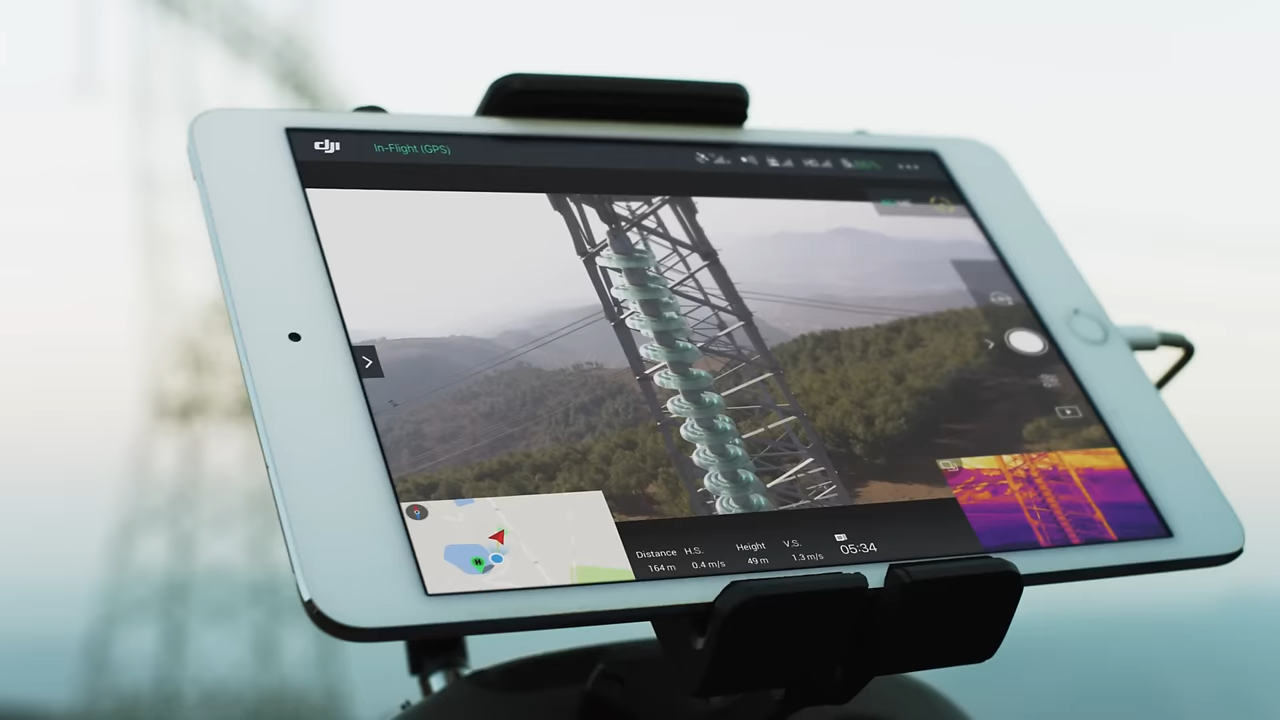 dji In-Flight (GPS)
Distance H.S. Height V.S.
164 m 0.4 m/s 49 m 1.3 m/s 05:34
H